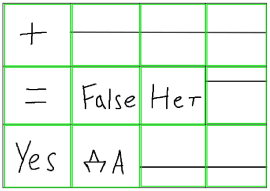 +
= False Нет
Yes ДА